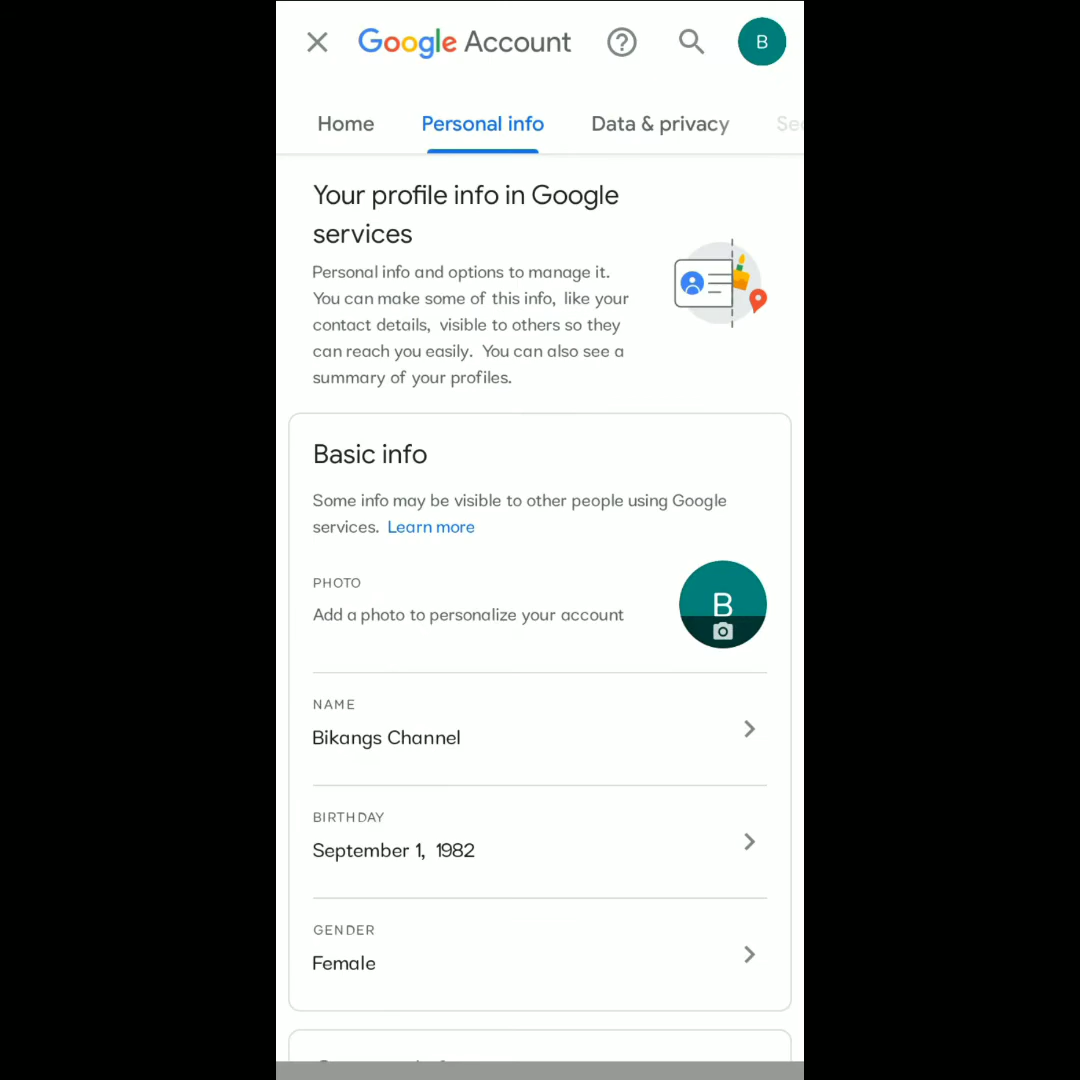 Google Account
B
Home
Personal info
Data & privacy
Se
Your profile info in Google
services
Personal info and options to manage it.
You can make some of this info, like your
contact details, visible to others so they
can reach you easily. You can also see a
summary of your profiles.
Basic info
Some info may be visible to other people using Google
services. Learn more
PHOTO
Add a photo to personalize your account
B
NAME
Bikangs Channel
BIRTHDAY
September 1, 1982
GENDER
Female